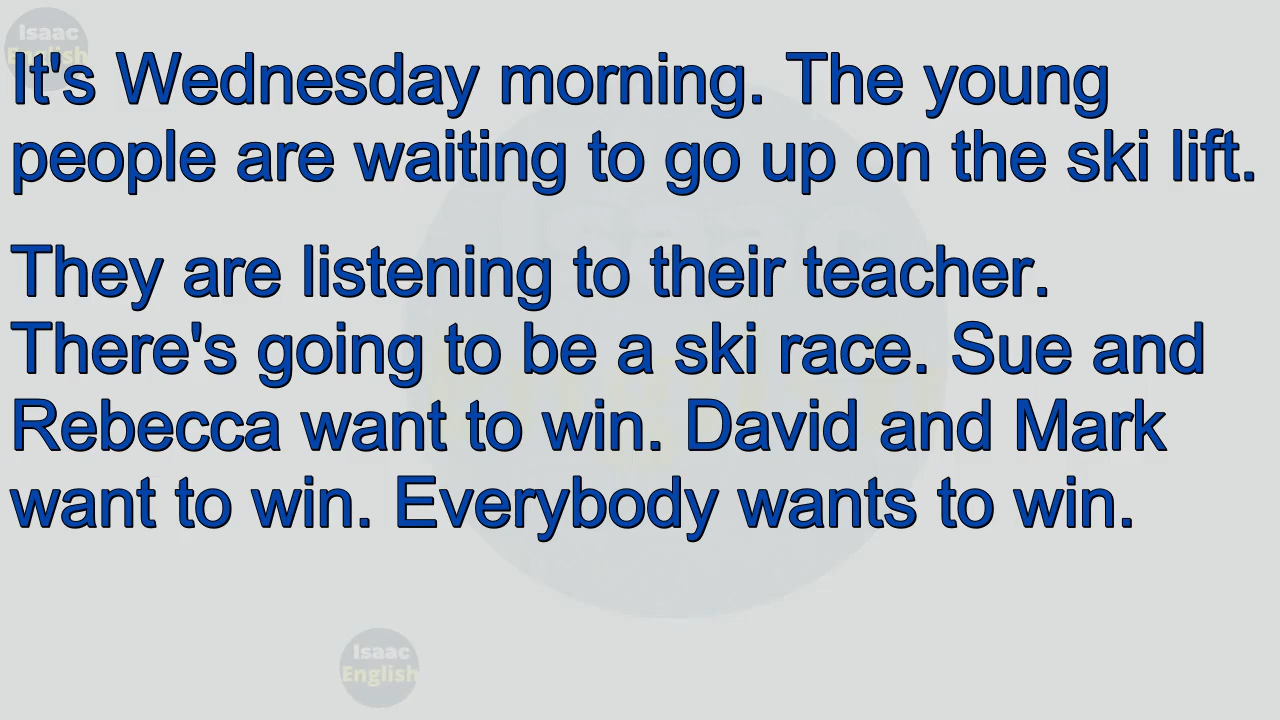 Isaac
English
It's Wednesday morning. The young
people are waiting to go up on the ski lift.
They are listening to their teacher.
There's going to be a ski race. Sue and
Rebecca want to win. David and Mark
want to win. Everybody wants to win.
Isaac
English